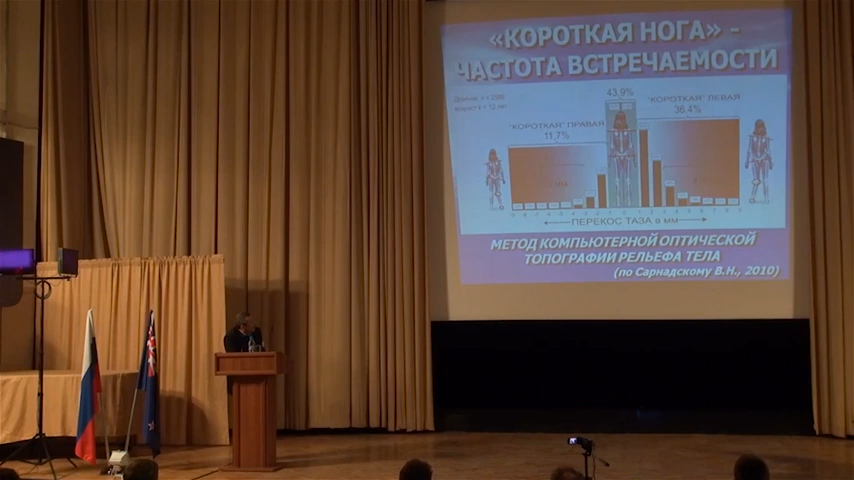 «КОРОТКАЯ НОГА» -
ЧАСТОТА ВСТРЕЧАЕМОСТИ
43,9%
"КОРОТКАЯ" ПРАВАЯ
11,7%
"КОРОТКАЯ" ЛЕВАЯ
36,4%
ПЕРЕКОС ТАЗА в мм
МЕТОД КОМПЬЮТЕРНОЙ ОПТИЧЕСКОЙ
ТОПОГРАФИИ РЕЛЬЕФА ТЕЛА
(по Сарнадскому В.Н., 2010)